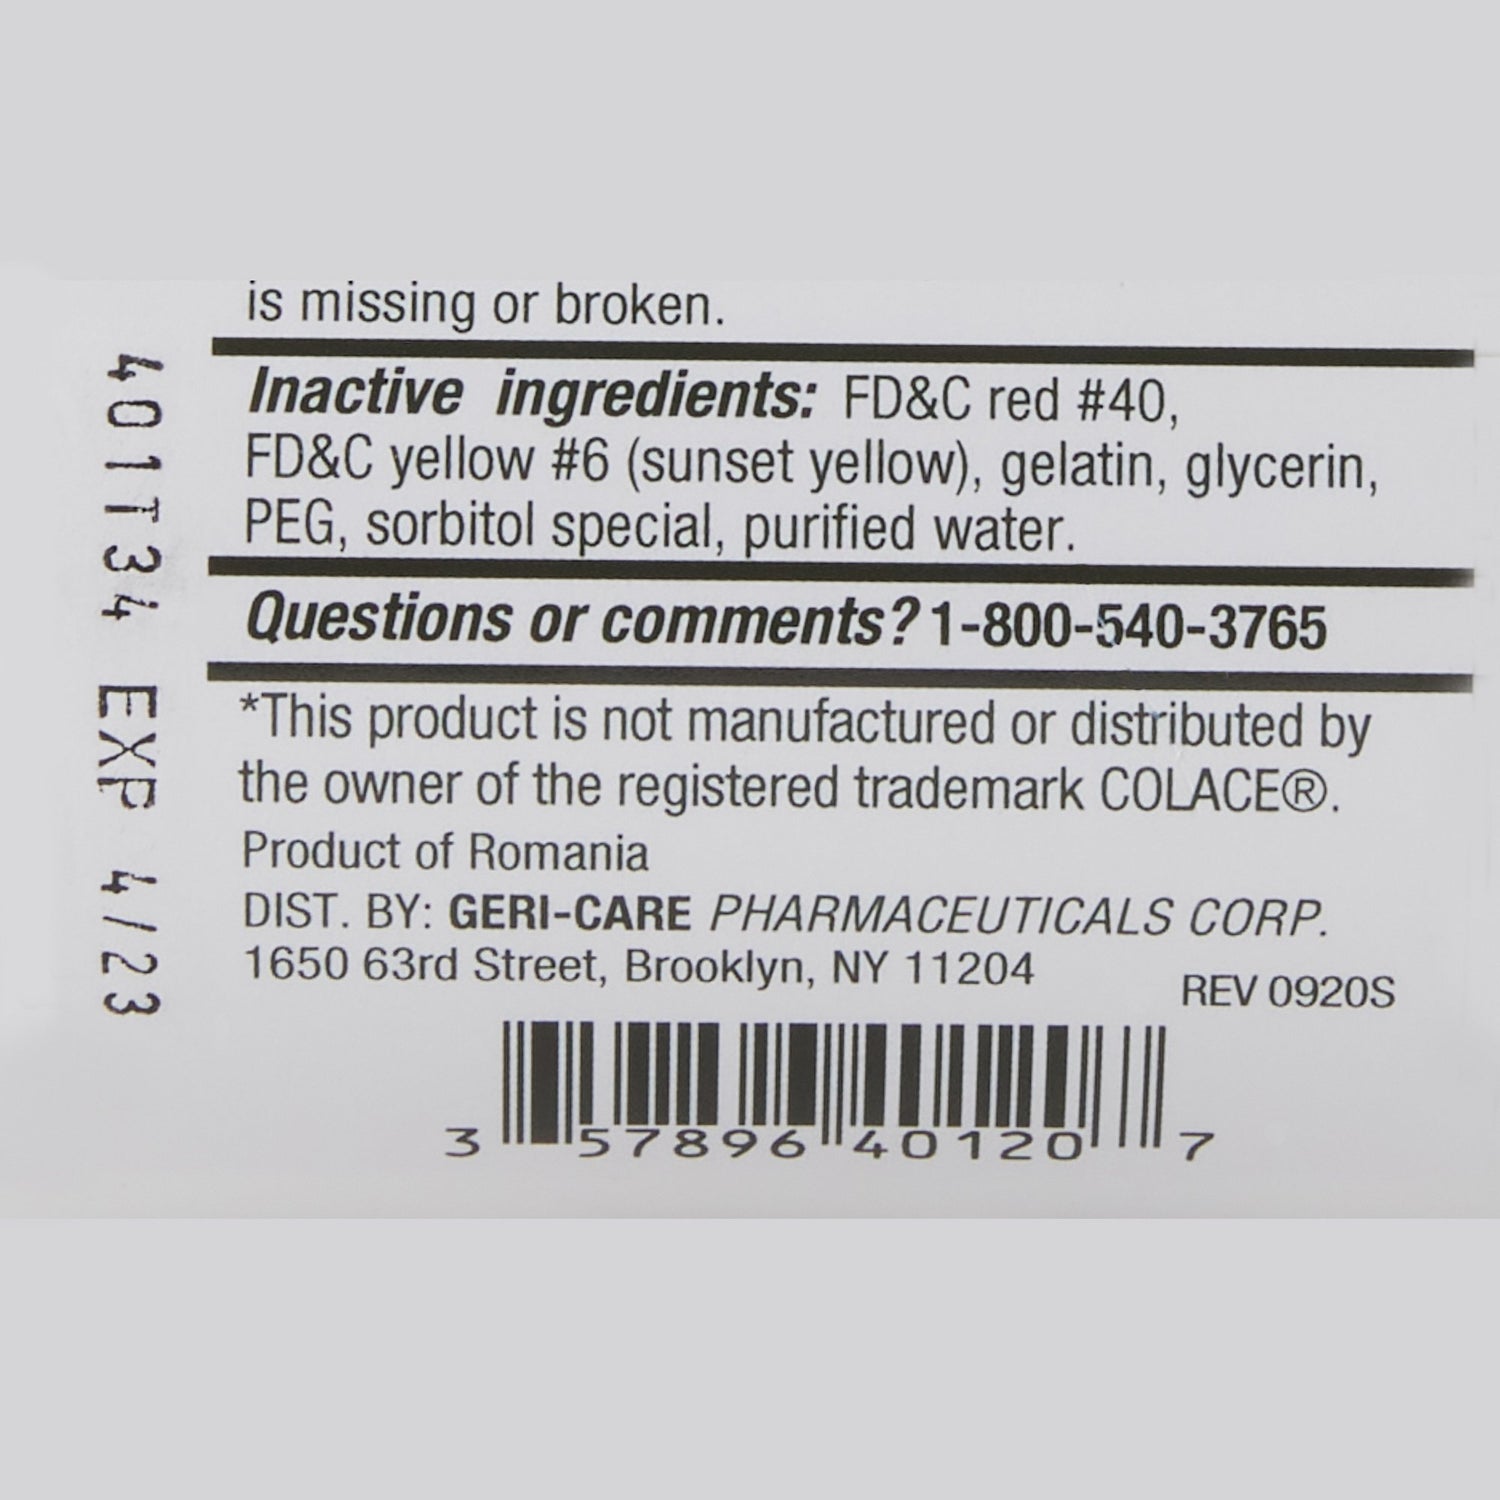 is missing or broken.
Inactive ingredients: FD&C red #40,
FD&C yellow #6 (sunset yellow), gelatin, glycerin,
PEG, sorbitol special, purified water.
Questions or comments? 1-800-540-3765
*This product is not manufactured or distributed by
the owner of the registered trademark COLACE®.
Product of Romania
DIST. BY: GERI-CARE PHARMACEUTICALS CORP.
1650 63rd Street, Brooklyn, NY 11204
REV 0920S
3 57896 40120 7
401T34 EXP 4/23